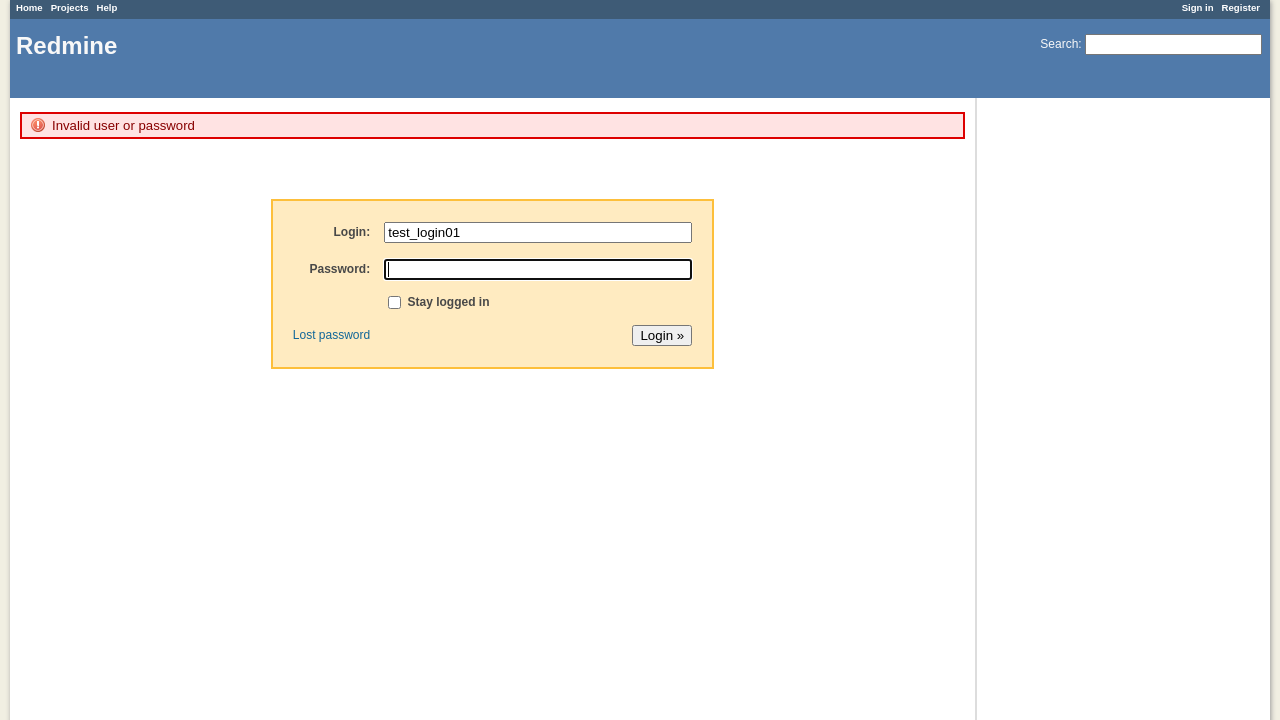 Home Projects Help Sign in Register
Redmine
Search:
Invalid user or password
Login: test_login01
Password:
Stay logged in
Lost password Login »